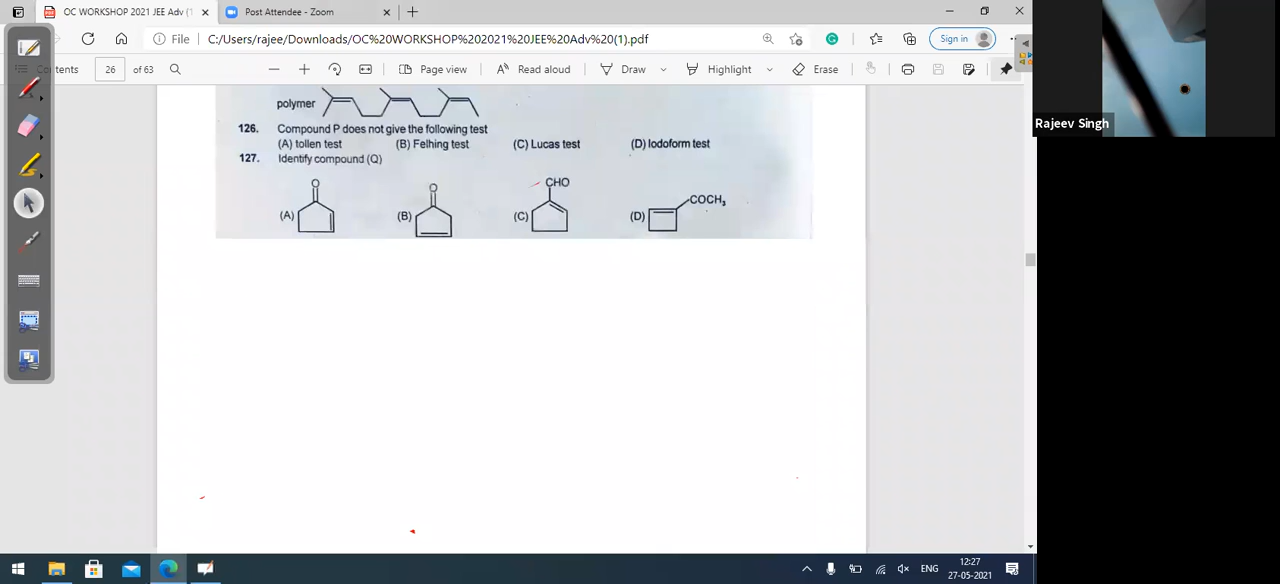 OC WORKSHOP 2021 JEE Adv (1
Post Attendee - Zoom
File
C:/Users/rajee/Downloads/OC%20WORKSHOP%202021%20JEE%20Adv%20(1).pdf
Sign in
ntents
26
of 63
Page view
Read aloud
Draw
Highlight
Erase
polymer
126. Compound P does not give the following test
(A) tollen test (B) Felhing test (C) Lucas test (D) Iodoform test
127. Identify compound (Q)
(A) O
(B) O
(C) CHO
(D) COCH3
Rajeev Singh
ENG
12:27
27-05-2021